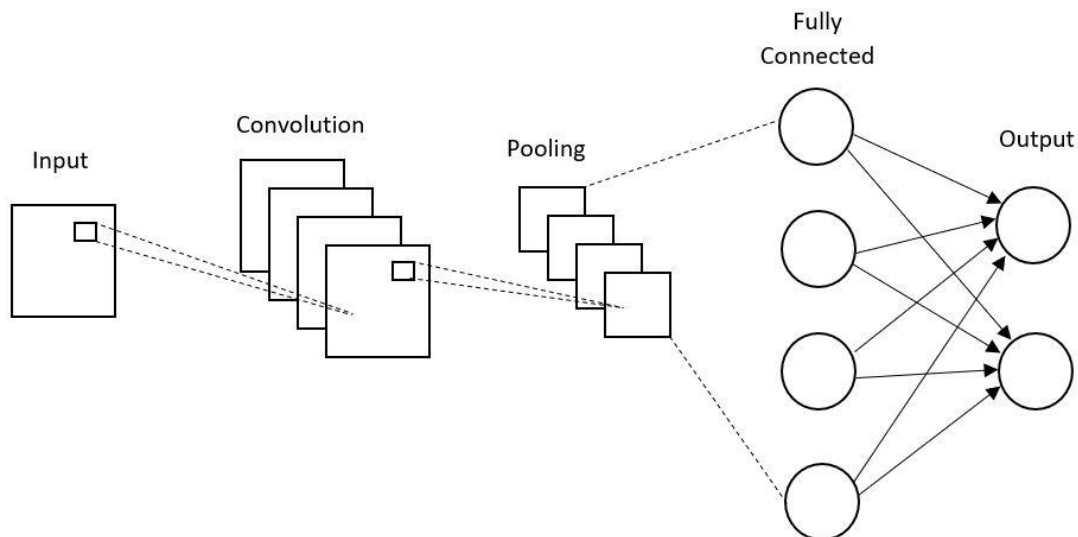 Input
Convolution
Pooling
Fully
Connected
Output